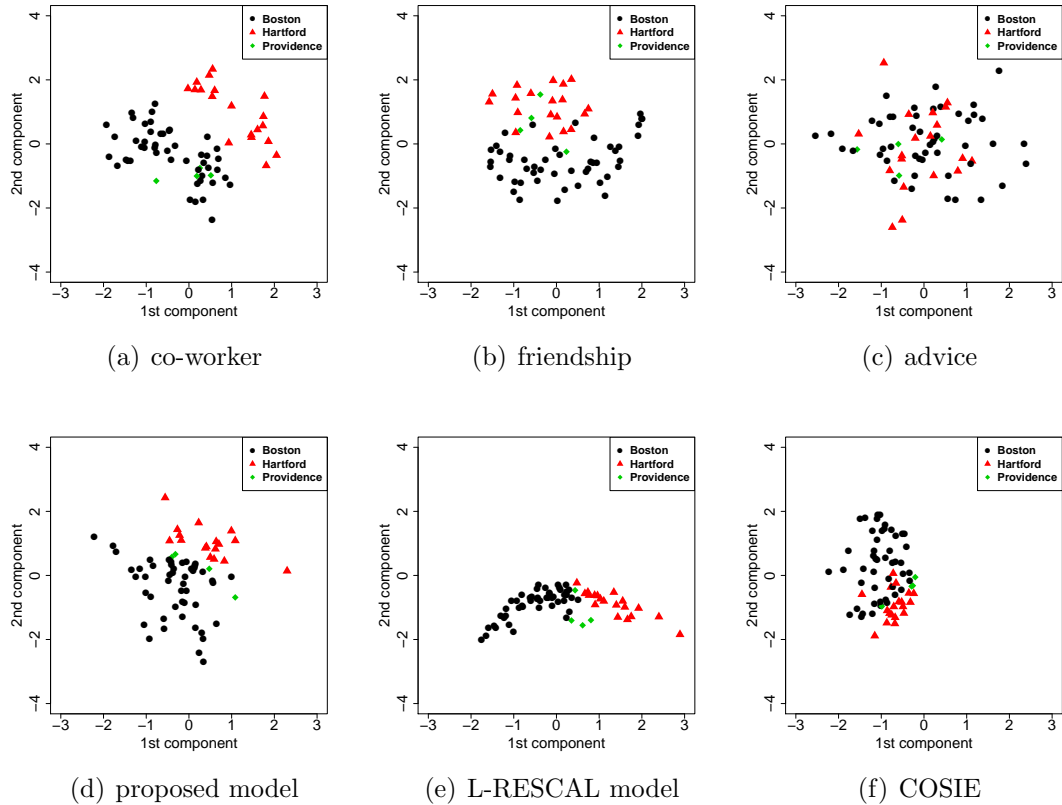 Boston
Hartford
Providence
4
2
0
−2
−4
2nd component
−3 −2 −1 0 1 2 3
1st component
(a) co-worker
Boston
Hartford
Providence
4
2
0
−2
−4
2nd component
−3 −2 −1 0 1 2 3
1st component
(b) friendship
Boston
Hartford
Providence
4
2
0
−2
−4
2nd component
−3 −2 −1 0 1 2 3
1st component
(c) advice
Boston
Hartford
Providence
4
2
0
−2
−4
2nd component
−3 −2 −1 0 1 2 3
1st component
(d) proposed model
Boston
Hartford
Providence
4
2
0
−2
−4
2nd component
−3 −2 −1 0 1 2 3
1st component
(e) L-RESCAL model
Boston
Hartford
Providence
4
2
0
−2
−4
2nd component
−3 −2 −1 0 1 2 3
1st component
(f) COSIE